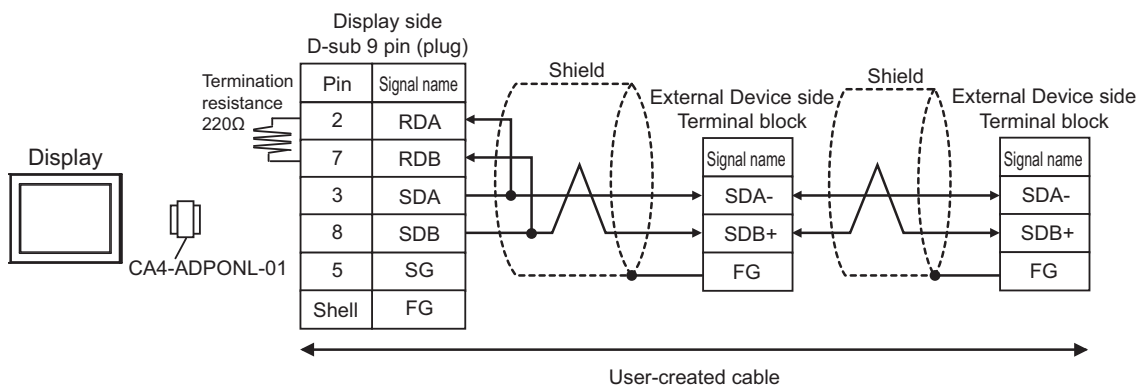 Display side
D-sub 9 pin (plug)
Termination
resistance
220Ω
Pin
Signal name
2
RDA
7
RDB
3
SDA
8
SDB
5
SG
Shell
FG
Display
CA4-ADPONL-01
Shield
External Device side
Terminal block
Signal name
SDA-
SDB+
FG
Shield
External Device side
Terminal block
Signal name
SDA-
SDB+
FG
User-created cable